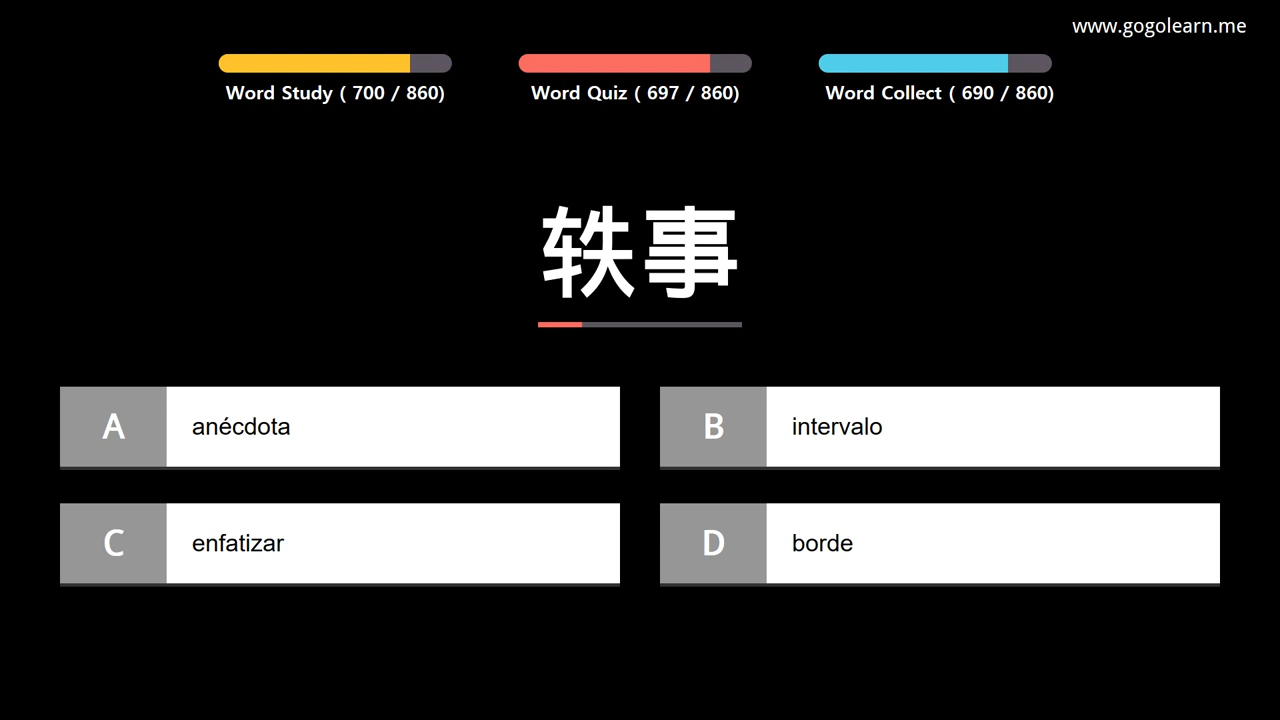 www.gogolearn.me
Word Study ( 700 / 860)
Word Quiz ( 697 / 860)
Word Collect ( 690 / 860)
轶事
A anécdota
B intervalo
C enfatizar
D borde